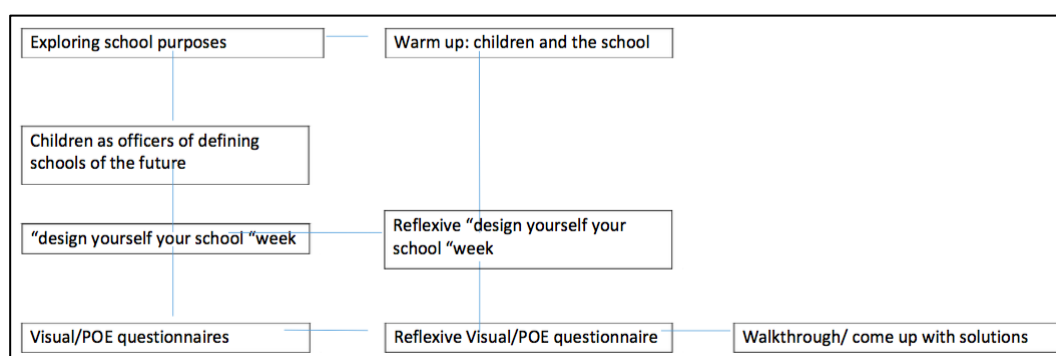 Exploring school purposes
Warm up: children and the school
Children as officers of defining
schools of the future
"design yourself your school "week
Reflexive "design yourself your
school "week
Visual/POE questionnaires
Reflexive Visual/POE questionnaire
Walkthrough/ come up with solutions